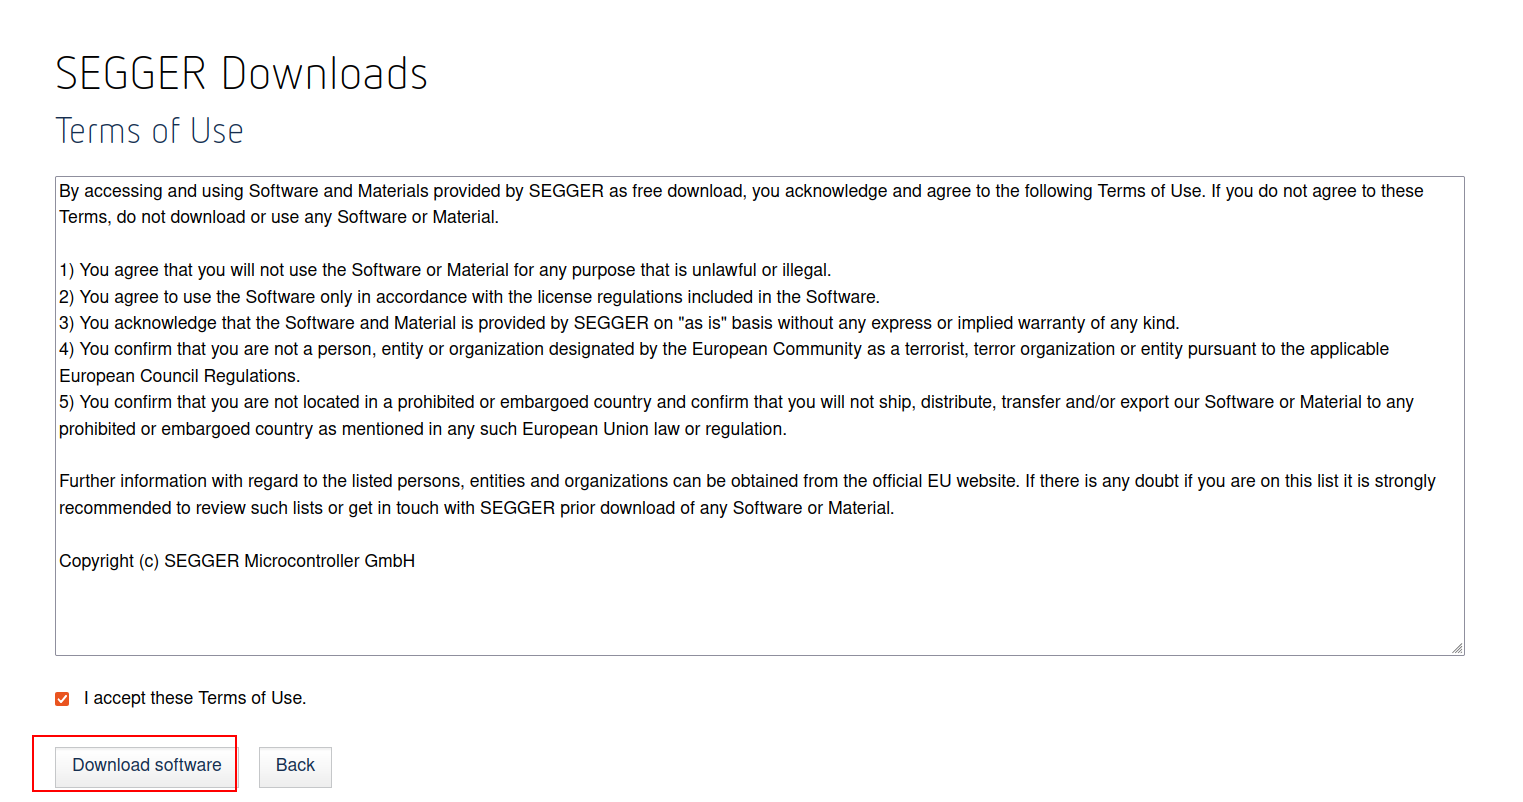 SEGGER Downloads
Terms of Use
By accessing and using Software and Materials provided by SEGGER as free download, you acknowledge and agree to the following Terms of Use. If you do not agree to these
Terms, do not download or use any Software or Material.
1) You agree that you will not use the Software or Material for any purpose that is unlawful or illegal.
2) You agree to use the Software only in accordance with the license regulations included in the Software.
3) You acknowledge that the Software and Material is provided by SEGGER on "as is" basis without any express or implied warranty of any kind.
4) You confirm that you are not a person, entity or organization designated by the European Community as a terrorist, terror organization or entity pursuant to the applicable
European Council Regulations.
5) You confirm that you are not located in a prohibited or embargoed country and confirm that you will not ship, distribute, transfer and/or export our Software or Material to any
prohibited or embargoed country as mentioned in any such European Union law or regulation.
Further information with regard to the listed persons, entities and organizations can be obtained from the official EU website. If there is any doubt if you are on this list it is strongly
recommended to review such lists or get in touch with SEGGER prior download of any Software or Material.
Copyright (c) SEGGER Microcontroller GmbH
I accept these Terms of Use.
Download software Back